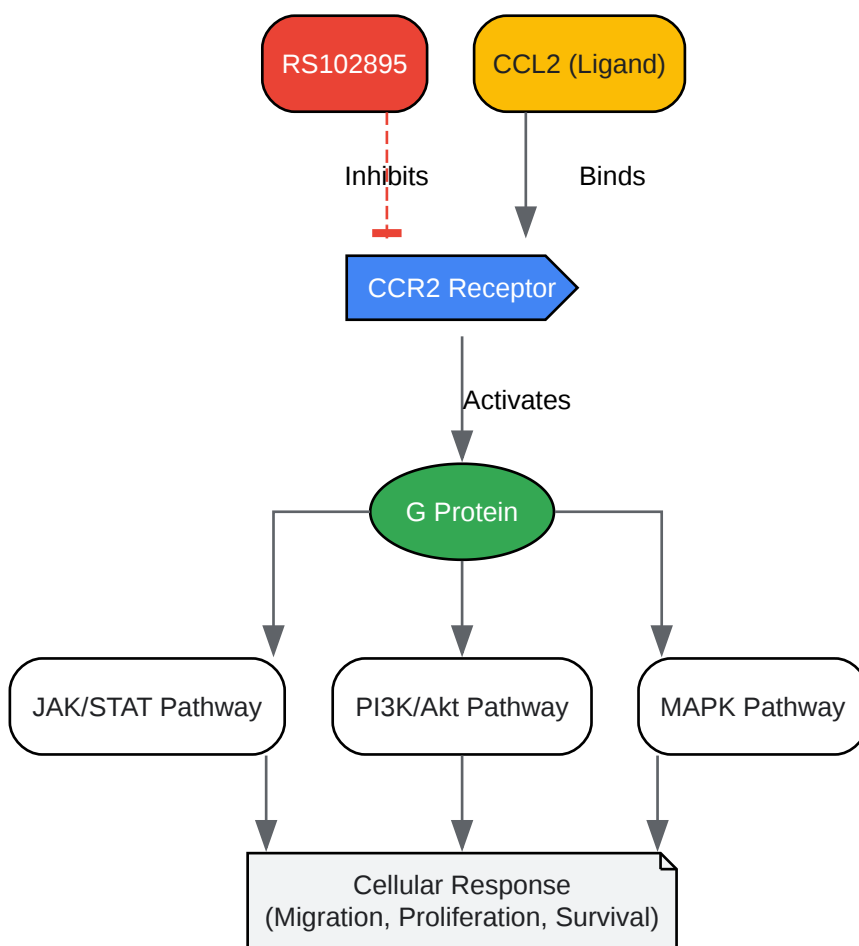 RS102895
CCL2 (Ligand)
Inhibits
Binds
CCR2 Receptor
Activates
G Protein
JAK/STAT Pathway
PI3K/Akt Pathway
MAPK Pathway
Cellular Response
(Migration, Proliferation, Survival)